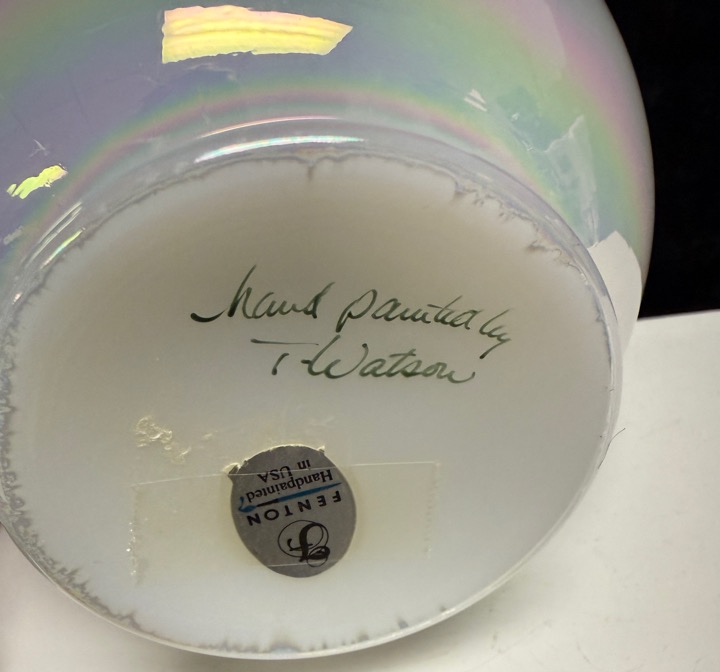 hand painted by
T. Watson
F
FENTON
Handpainted
in USA